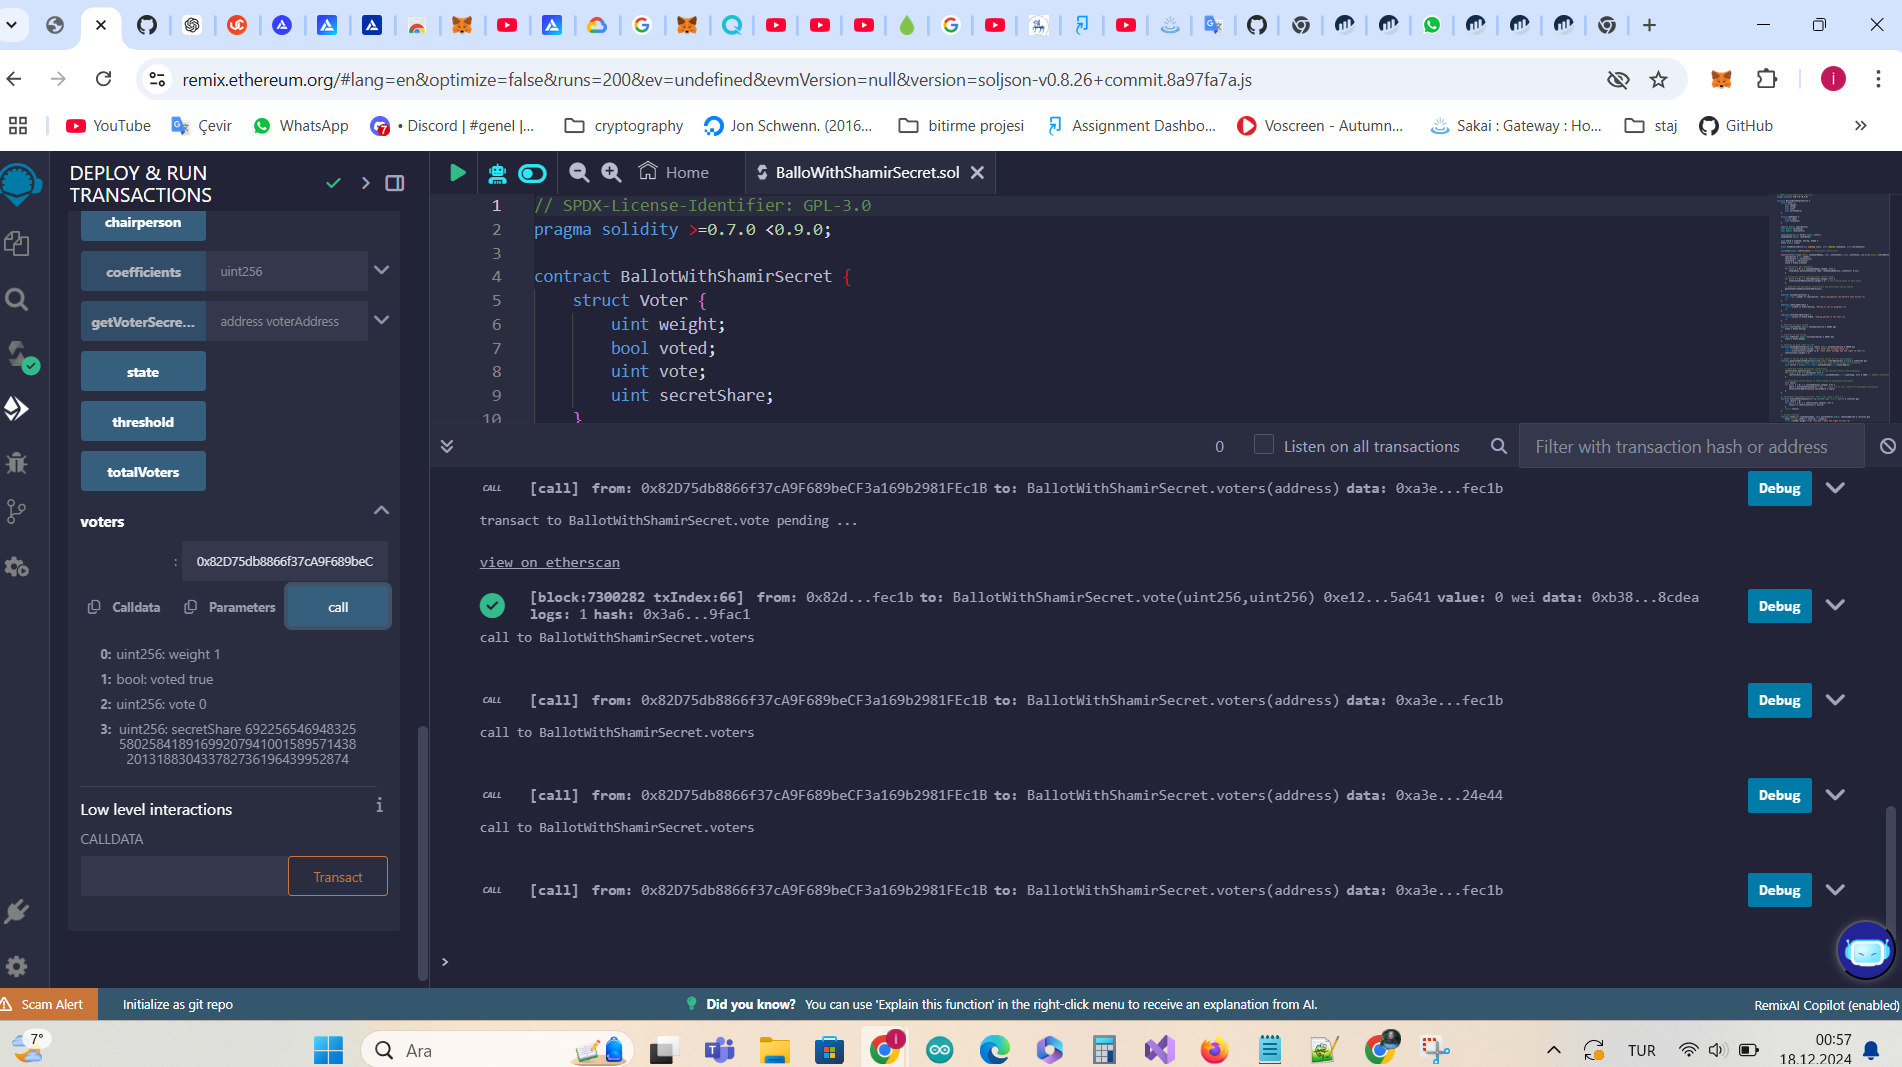 remix.ethereum.org/#lang=en&optimize=false&runs=200&ev=undefined&evmVersion=null&version=soljson-v0.8.26+commit.8a97fa7a.js
i
YouTube
Çevir
WhatsApp
• Discord | #genel |...
cryptography
Jon Schwenn. (2016...
bitirme projesi
Assignment Dashbo...
Voscreen - Autumn...
Sakai : Gateway : Ho...
staj
GitHub
DEPLOY & RUN
TRANSACTIONS
chairperson
coefficients uint256
getVoterSecre... address voterAddress
state
threshold
totalVoters
voters
: 0x82D75db8866f37cA9F689beC
Calldata Parameters call
0: uint256: weight 1
1: bool: voted true
2: uint256: vote 0
3: uint256: secretShare 692256546948325
58025841891699207941001589571438
2013188304337827361964399528 74
Low level interactions
i
CALLDATA
Transact
Home
BalloWithShamirSecret.sol
1 // SPDX-License-Identifier: GPL-3.0
2 pragma solidity >=0.7.0 <0.9.0;
3
4 contract BallotWithShamirSecret {
5 struct Voter {
6 uint weight;
7 bool voted;
8 uint vote;
9 uint secretShare;
10 }
0 Listen on all transactions Filter with transaction hash or address
CALL [call] from: 0x82D75db8866f37cA9F689beCF3a169b2981FEc1B to: BallotWithShamirSecret.voters(address) data: 0xa3e...fec1b Debug
transact to BallotWithShamirSecret.vote pending ...
view on etherscan
[block:7300282 txIndex:66] from: 0x82d...fec1b to: BallotWithShamirSecret.vote(uint256,uint256) 0xe12...5a641 value: 0 wei data: 0xb38...8cdea
logs: 1 hash: 0x3a6...9fac1 Debug
call to BallotWithShamirSecret.voters
CALL [call] from: 0x82D75db8866f37cA9F689beCF3a169b2981FEc1B to: BallotWithShamirSecret.voters(address) data: 0xa3e...fec1b Debug
call to BallotWithShamirSecret.voters
CALL [call] from: 0x82D75db8866f37cA9F689beCF3a169b2981FEc1B to: BallotWithShamirSecret.voters(address) data: 0xa3e...24e44 Debug
call to BallotWithShamirSecret.voters
CALL [call] from: 0x82D75db8866f37cA9F689beCF3a169b2981FEc1B to: BallotWithShamirSecret.voters(address) data: 0xa3e...fec1b Debug
>
Scam Alert
Initialize as git repo
Did you know? You can use 'Explain this function' in the right-click menu to receive an explanation from AI.
RemixAI Copilot (enabled)
7°
Ara
TUR
00:57
18.12.2024